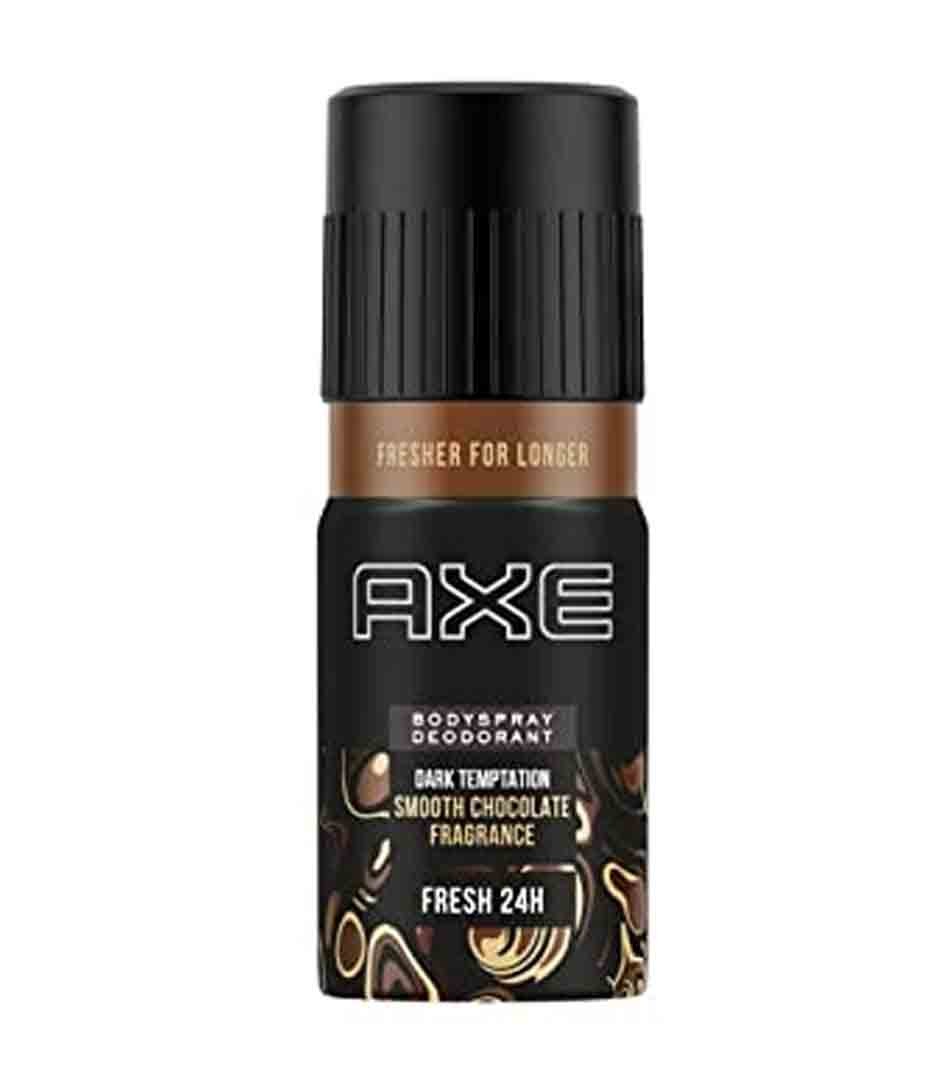 FRESHER FOR LONGER
AXE
BODYSPRAY
DEODORANT
DARK TEMPTATION
SMOOTH CHOCOLATE
FRAGRANCE
FRESH 24H